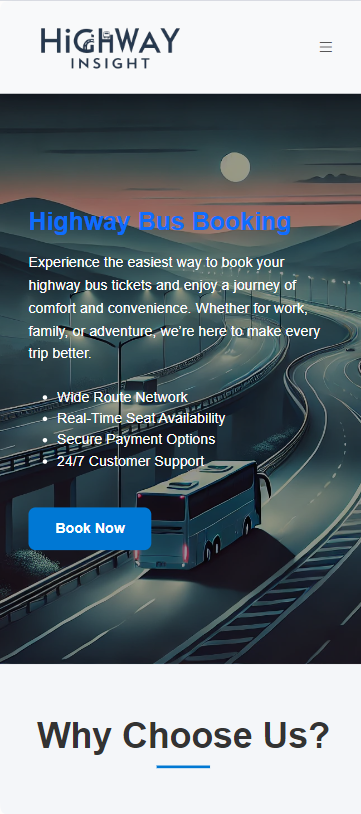 HiGHWAY
INSIGHT
Highway Bus Booking
Experience the easiest way to book your
highway bus tickets and enjoy a journey of
comfort and convenience. Whether for work,
family, or adventure, we're here to make every
trip better.
• Wide Route Network
• Real-Time Seat Availability
• Secure Payment Options
• 24/7 Customer Support
Book Now
Why Choose Us?